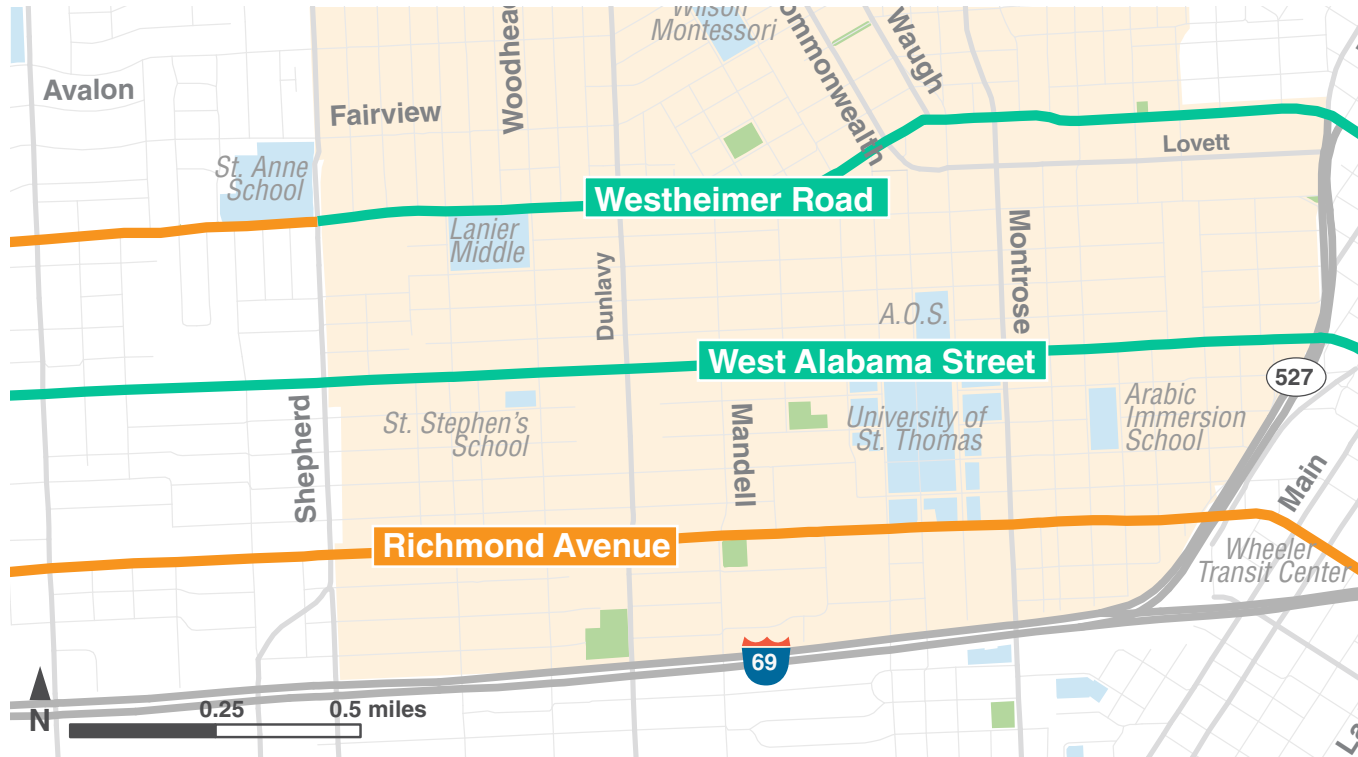 Wilson
Montessori
Commonwealth
Waugh
Woodhead
Avalon
Fairview
Lovett
St. Anne
School
Westheimer Road
Lanier
Middle
Dunlavy
Montrose
A.O.S.
West Alabama Street
527
Shepherd
St. Stephen's
School
Mandell
University of
St. Thomas
Arabic
Immersion
School
Main
Richmond Avenue
Wheeler
Transit Center
69
N
0.25
0.5 miles